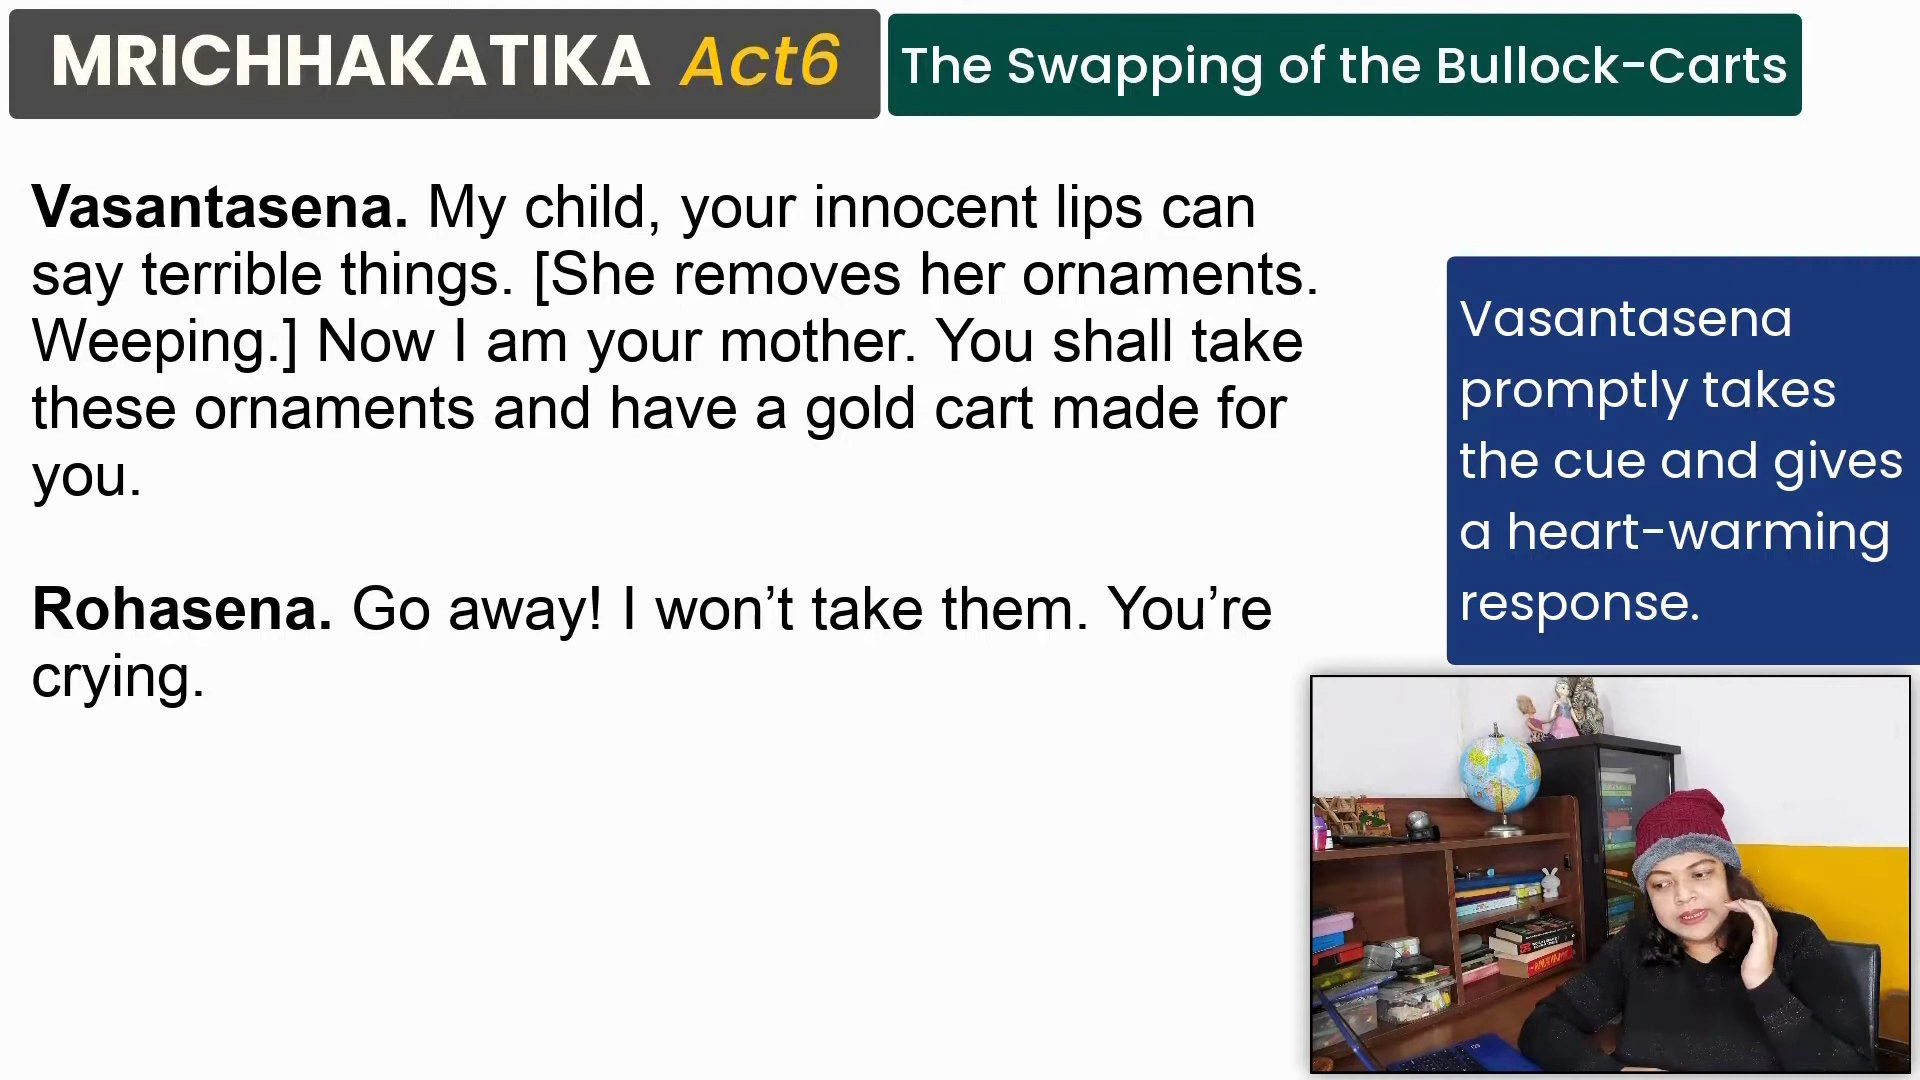 MRICHHAKATIKA Act6
The Swapping of the Bullock-Carts
Vasantasena. My child, your innocent lips can
say terrible things. [She removes her ornaments.
Weeping.] Now I am your mother. You shall take
these ornaments and have a gold cart made for
you.
Rohasena. Go away! I won’t take them. You’re
crying.
Vasantasena
promptly takes
the cue and gives
a heart-warming
response.